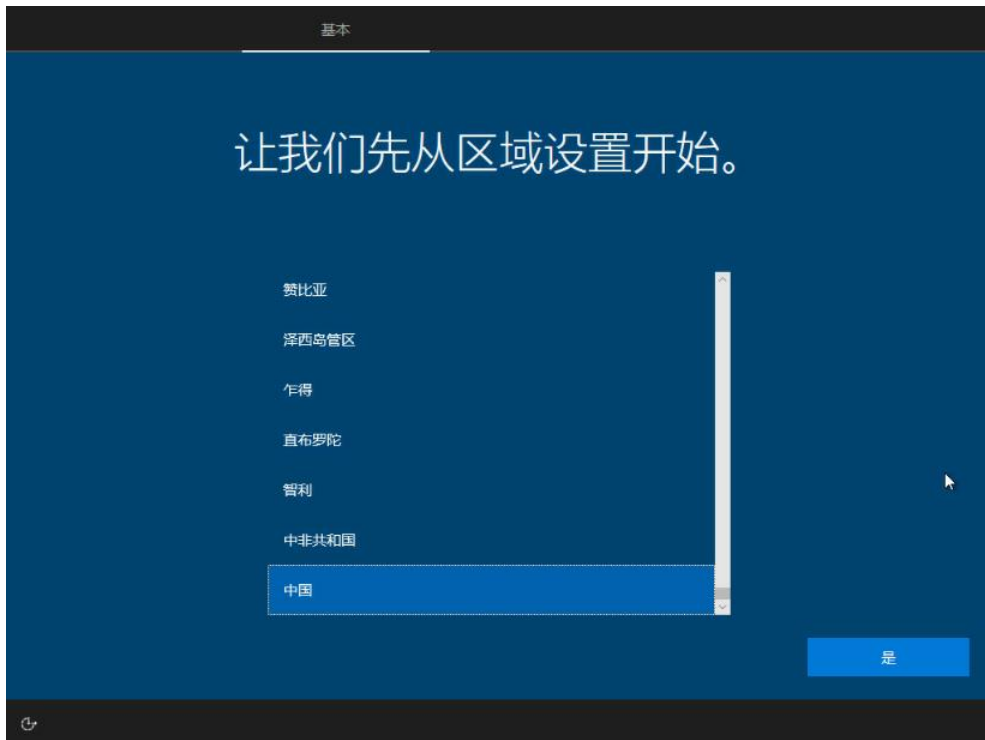 基本
让我们先从区域设置开始。
赞比亚
泽西岛管区
乍得
直布罗陀
智利
中非共和国
中国
是